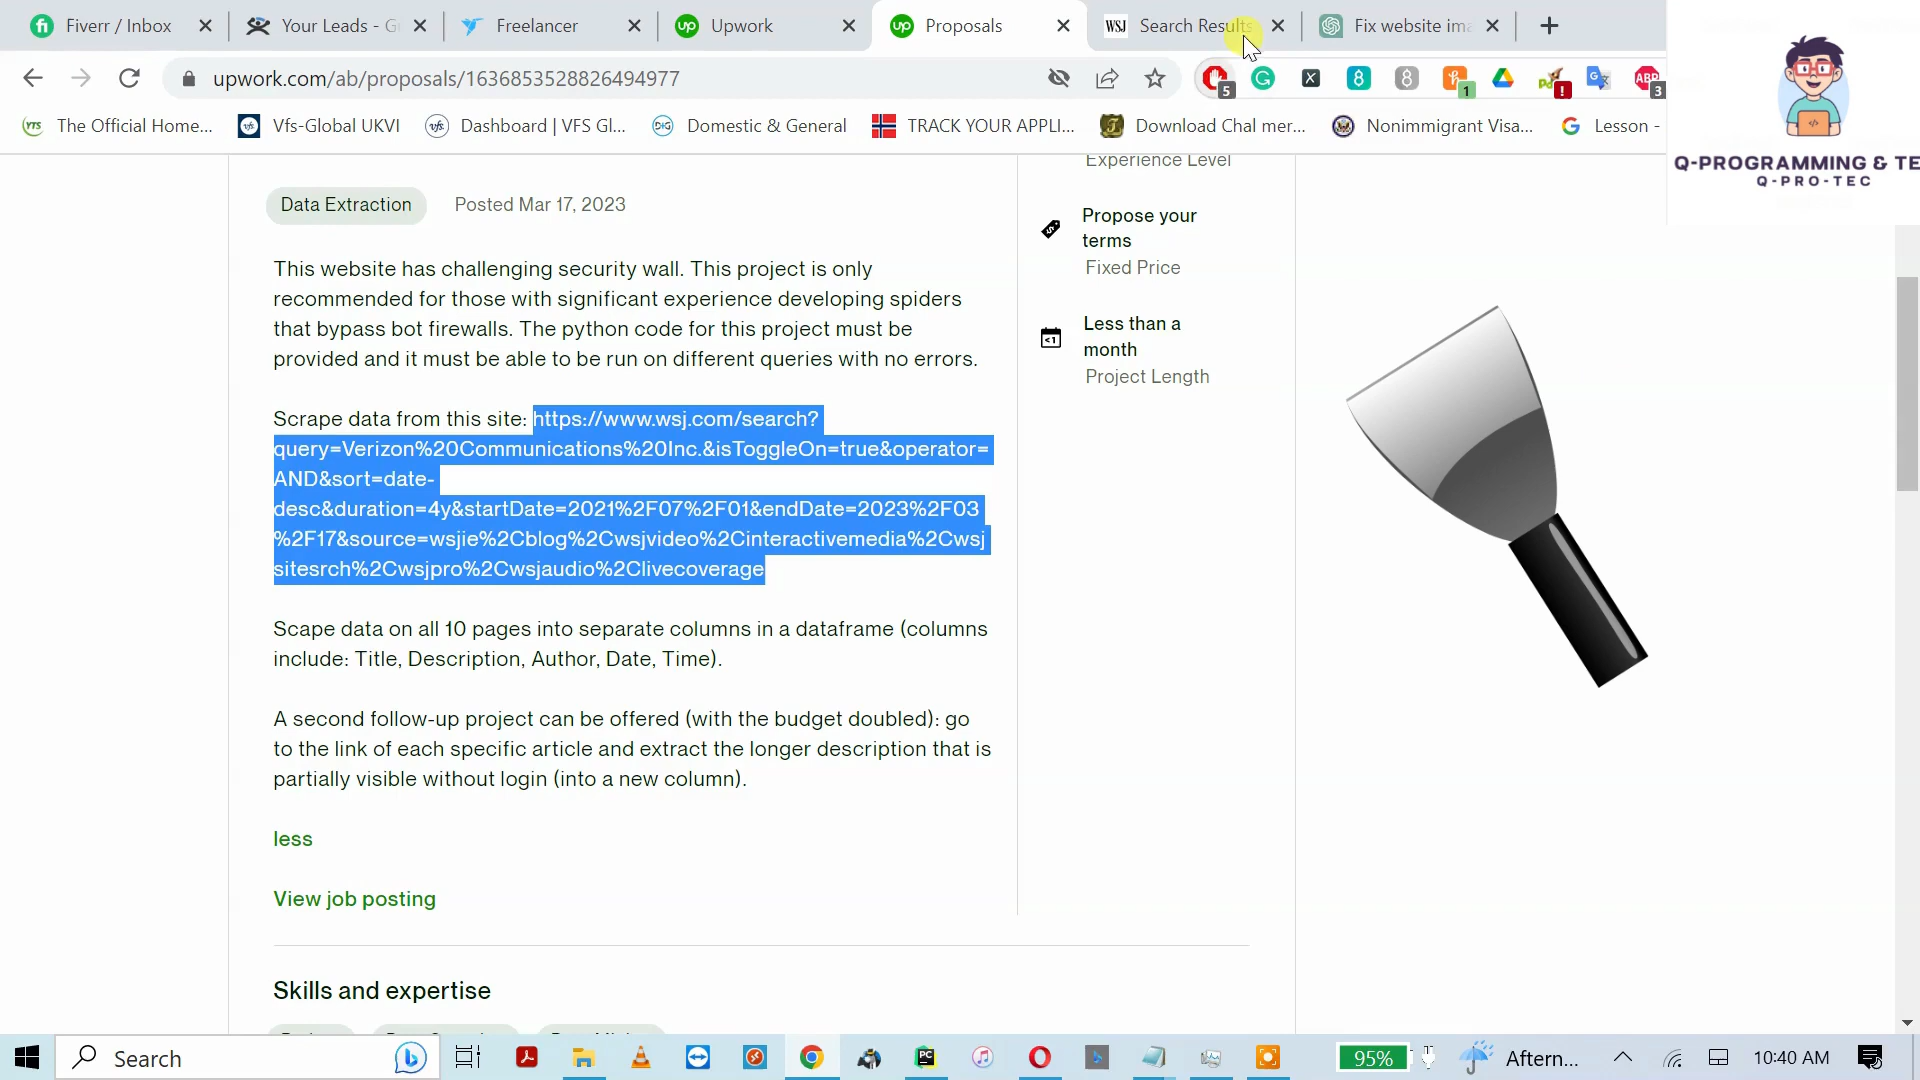 Fiverr / Inbox
Your Leads - G
Freelancer
Upwork
Proposals
WSJ Search Results
Fix website ima
upwork.com/ab/proposals/1636853528826494977
5
1
!
ABP
3
YTS The Official Home...
vfs Vfs-Global UKVI
vfs Dashboard | VFS Gl...
D&G Domestic & General
TRACK YOUR APPLI...
Download Chal mer...
Nonimmigrant Visa...
Lesson -
Q-PROGRAMMING & TE
Q-PRO-TEC
Experience Level
Data Extraction
Posted Mar 17, 2023
Propose your
terms
Fixed Price
Less than a
month
Project Length
This website has challenging security wall. This project is only
recommended for those with significant experience developing spiders
that bypass bot firewalls. The python code for this project must be
provided and it must be able to be run on different queries with no errors.
Scrape data from this site: https://www.wsj.com/search?
query=Verizon%20Communications%20Inc.&isToggleOn=true&operator=
AND&sort=date-
desc&duration=4y&startDate=2021%2F07%2F01&endDate=2023%2F03
%2F17&source=wsjie%2Cblog%2Cwsjvideo%2Cinteractivemedia%2Cwsj
sitesrch%2Cwsjpro%2Cwsjaudio%2Clivecoverage
Scape data on all 10 pages into separate columns in a dataframe (columns
include: Title, Description, Author, Date, Time).
A second follow-up project can be offered (with the budget doubled): go
to the link of each specific article and extract the longer description that is
partially visible without login (into a new column).
less
View job posting
Skills and expertise
Search
95%
Aftern...
10:40 AM